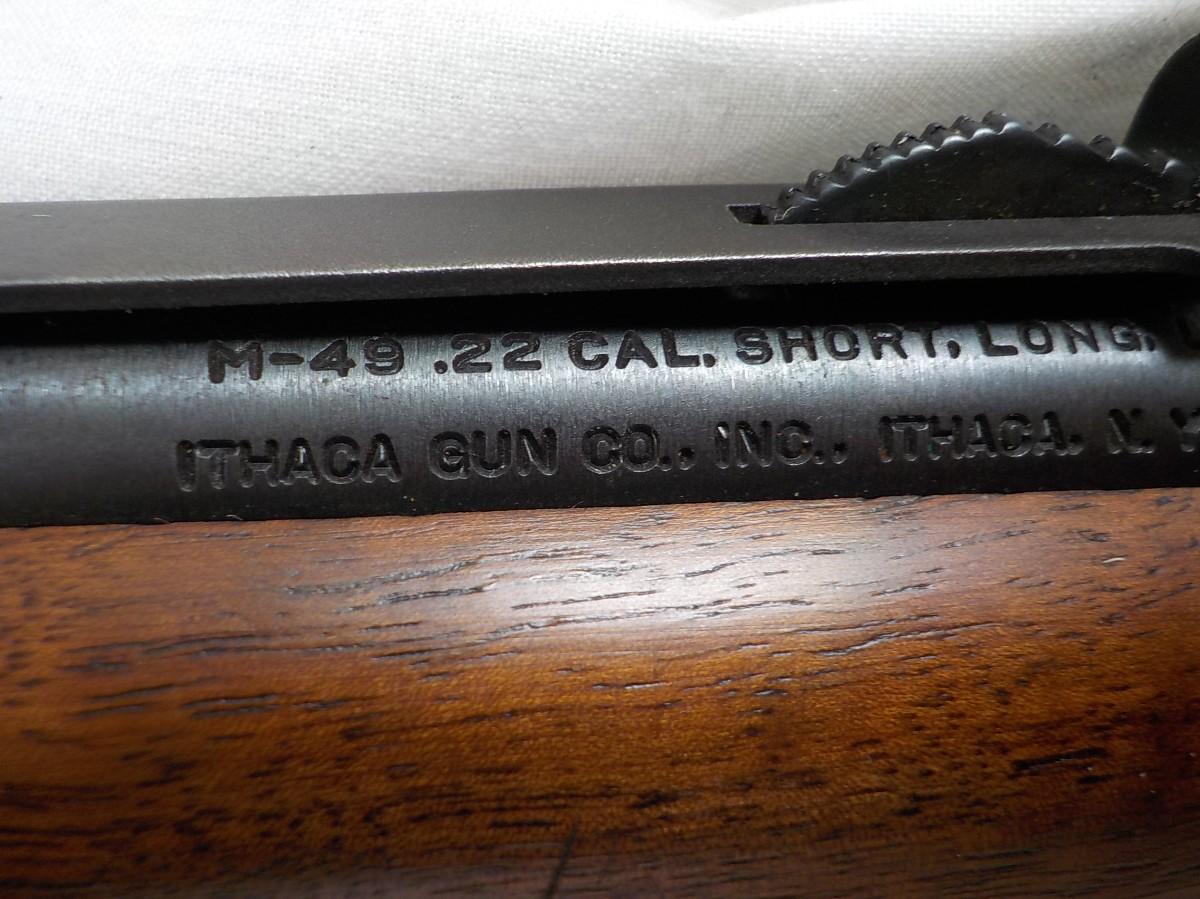 M-49 .22 CAL. SHORT, LONG,
ITHACA GUN CO., INC., ITHACA, N.Y